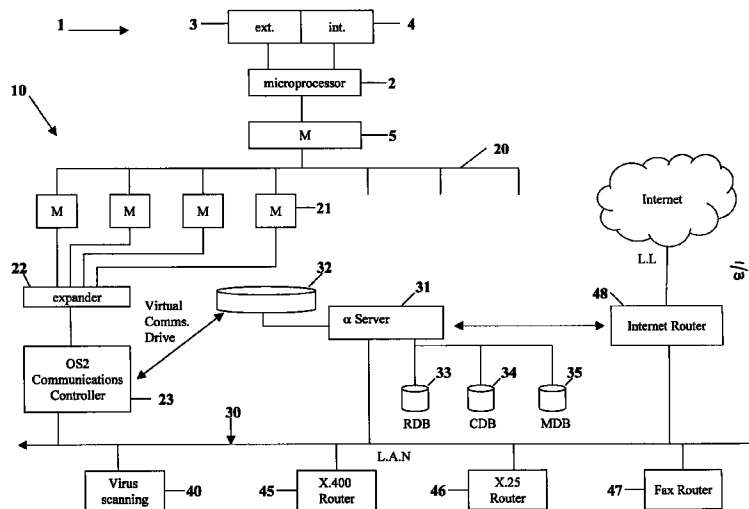 1
3
ext.
int.
4
microprocessor
2
10
M
5
20
M
M
M
M
21
Internet
1/8
22
expander
32
L.L
Virtual
Comms.
Drive
31
α Server
48
Internet Router
OS2
Communications
Controller
23
33
34
35
RDB
CDB
MDB
30
L.A.N
Virus
scanning
40
45
X.400
Router
46
X.25
Router
47
Fax Router